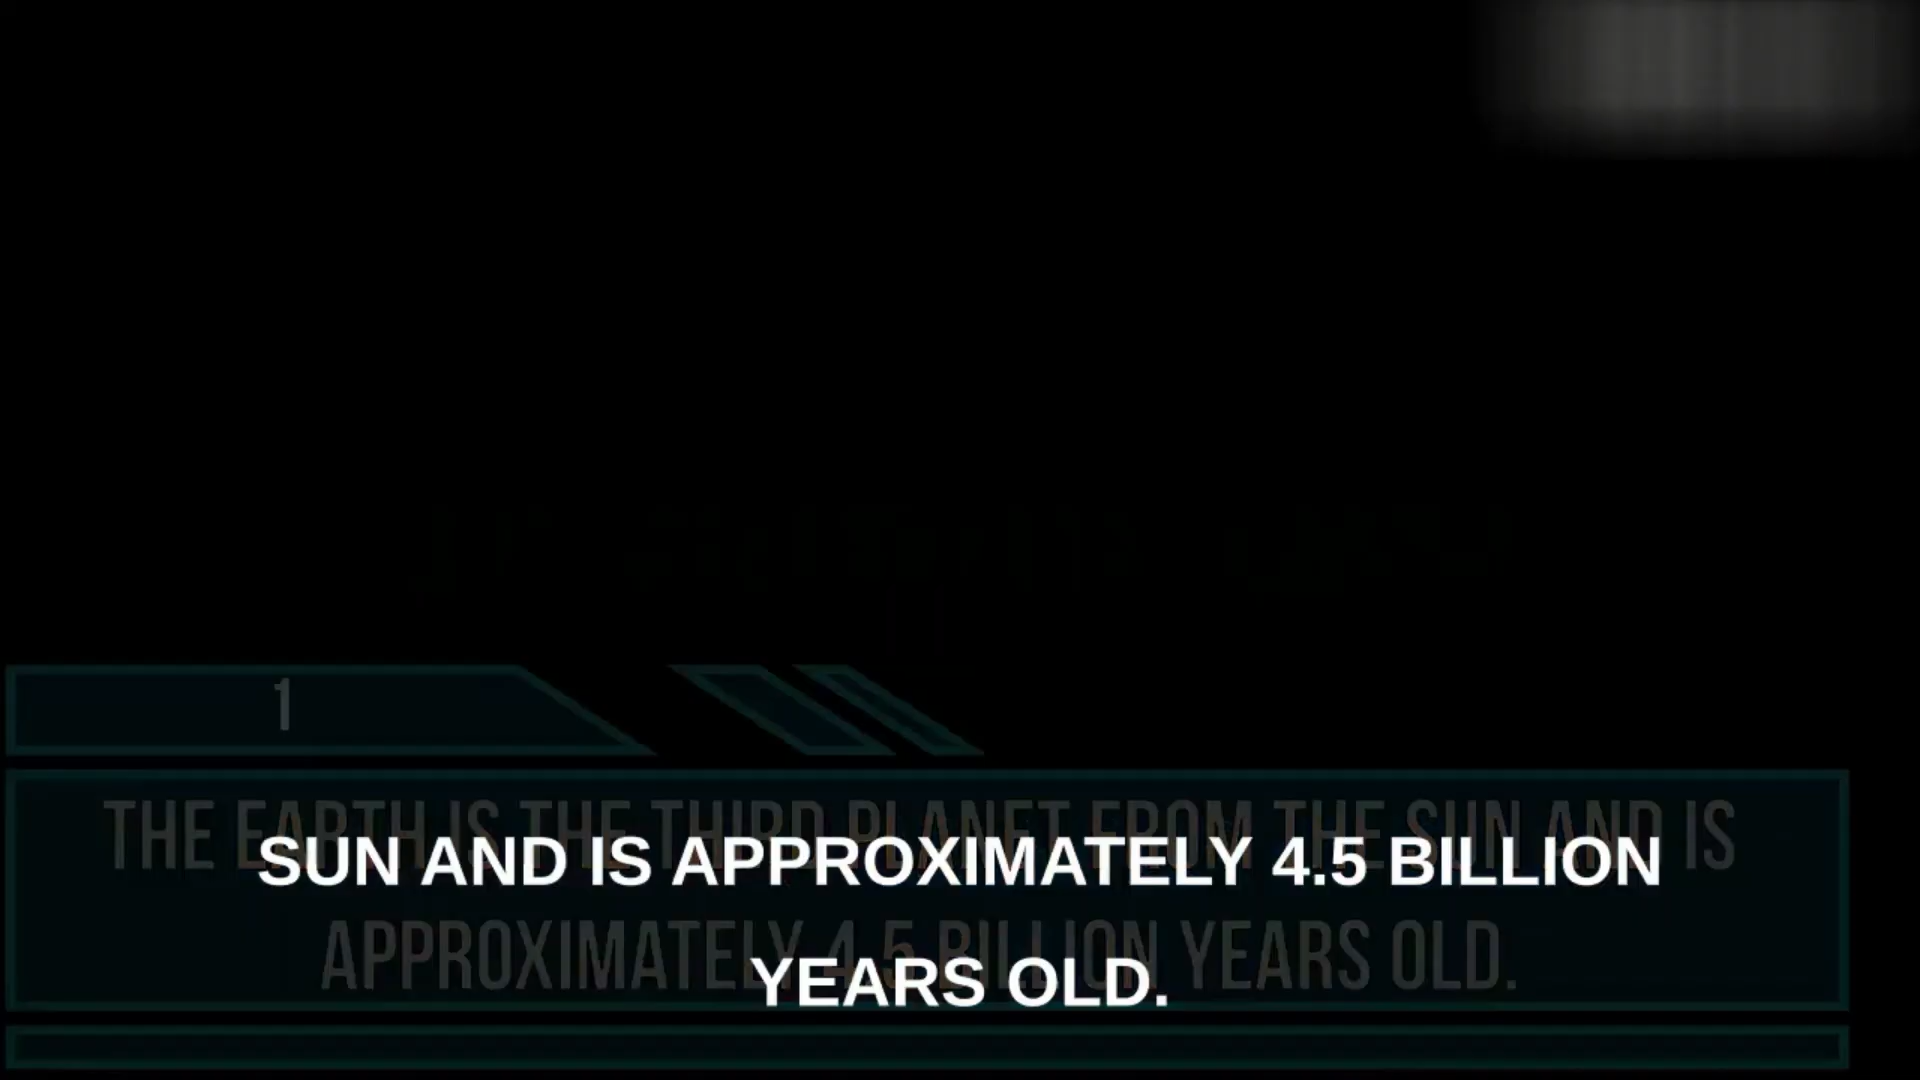 1
THE EARTH IS THE THIRD PLANET FROM THE SUN AND IS
APPROXIMATELY 4.5 BILLION YEARS OLD.
SUN AND IS APPROXIMATELY 4.5 BILLION
YEARS OLD.